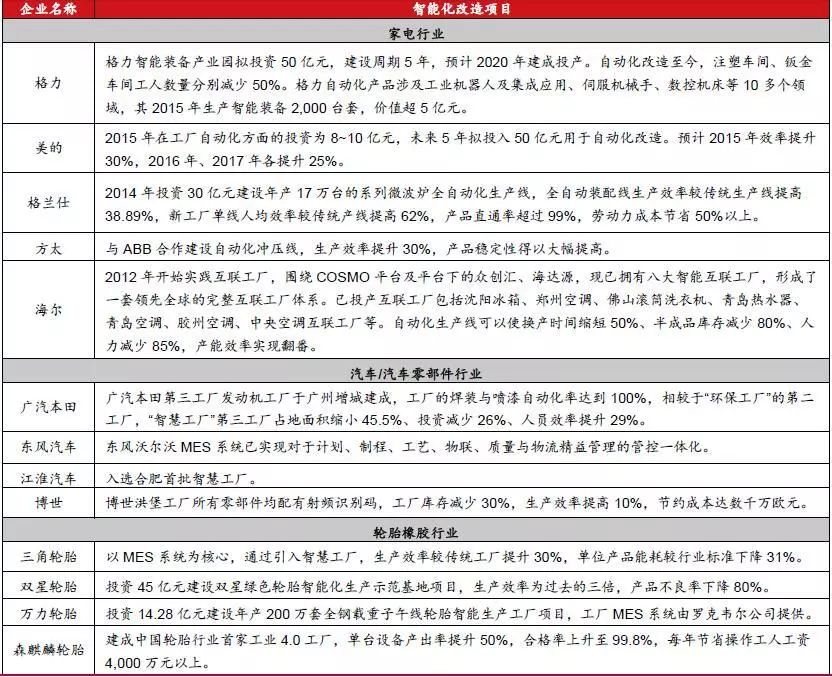 企业名称 智能化改造项目
家电行业
格力智能装备产业园拟投资 50 亿元，建设周期 5 年，预计 2020 年建成投产。自动化改造至今，注塑车间、钣金
格力 车间工人数量分别减少 50%。格力自动化产品涉及工业机器人及集成应用、伺服机械手、数控机床等 10 多个领
域，其 2015 年生产智能装备 2,000 台套，价值超 5 亿元。
美的 2015 年在工厂自动化方面的投资为 8~10 亿元，未来 5 年拟投入 50 亿元用于自动化改造。预计 2015 年效率提升
30%，2016 年、2017 年各提升 25%。
格兰仕 2014 年投资 30 亿元建设年产 17 万台的系列微波炉全自动化生产线，全自动装配线生产效率较传统生产线提高
38.89%，新工厂单线人均效率较传统产线提高 62%，产品直通率超过 99%，劳动力成本节省 50%以上。
方太 与 ABB 合作建设自动化冲压线，生产效率提升 30%，产品稳定性得以大幅提高。
2012 年开始实践互联工厂，围绕 COSMO 平台及平台下的众创汇、海达源，现已拥有八大智能互联工厂，形成了
海尔 一套领先全球的完整互联工厂体系。已投产互联工厂包括沈阳冰箱、郑州空调、佛山滚筒洗衣机、青岛热水器、
青岛空调、胶州空调、中央空调互联工厂等。自动化生产线可以使换产时间缩短 50%、半成品库存减少 80%、人
力减少 85%，产能效率实现翻番。
汽车/汽车零部件行业
广汽本田 广汽本田第三工厂发动机工厂于广州增城建成，工厂的焊装与喷漆自动化率达到 100%，相较于“环保工厂”的第二
工厂，“智慧工厂”第三工厂占地面积缩小 45.5%、投资减少 26%、人员效率提升 29%。
东风汽车 东风沃尔沃 MES 系统已实现对于计划、制程、工艺、物联、质量与物流精益管理的管控一体化。
江淮汽车 入选合肥首批智慧工厂。
博世 博世洪堡工厂所有零部件均配有射频识别码，工厂库存减少 30%，生产效率提高 10%，节约成本达数千万欧元。
轮胎橡胶行业
三角轮胎 以 MES 系统为核心，通过引入智慧工厂，生产效率较传统工厂提升 30%，单位产品能耗较行业标准下降 31%。
双星轮胎 投资 45 亿元建设双星绿色轮胎智能化生产示范基地项目，生产效率为过去的三倍，产品不良率下降 80%。
万力轮胎 投资 14.28 亿元建设年产 200 万套全钢载重子午线轮胎智能生产工厂项目，工厂 MES 系统由罗克韦尔公司提供。
森麒麟轮胎 建成中国轮胎行业首家工业 4.0 工厂，单台设备产出率提升 50%，合格率上升至 99.8%，每年节省操作工人工资
4,000 万元以上。